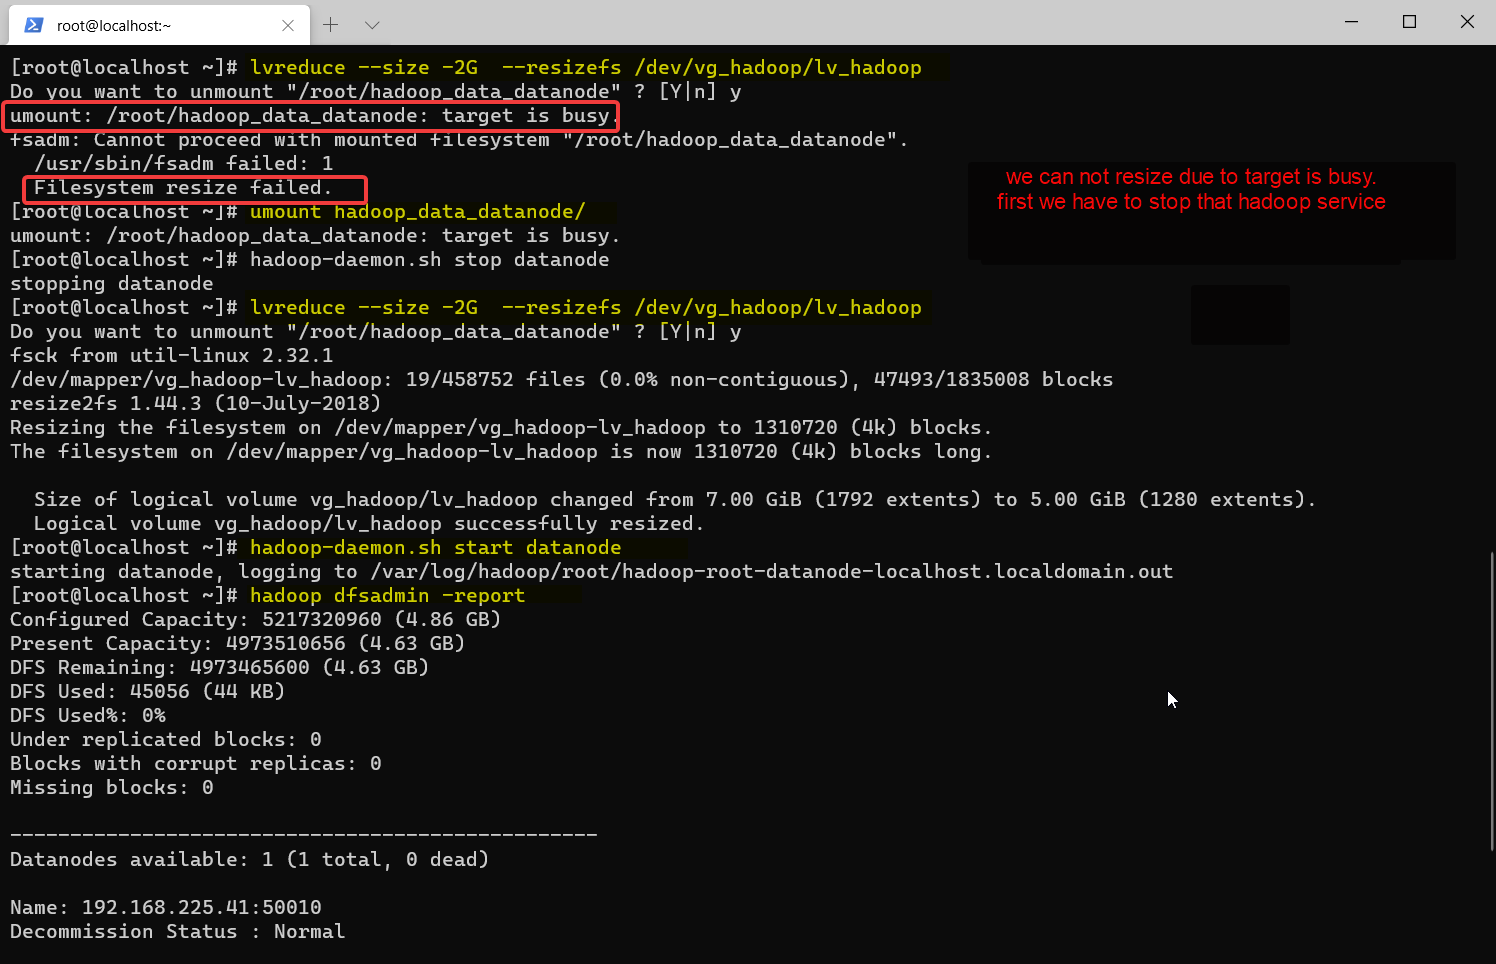 root@localhost:~
[root@localhost ~]# lvreduce --size -2G  --resizefs /dev/vg_hadoop/lv_hadoop
Do you want to unmount "/root/hadoop_data_datanode" ? [Y|n] y
umount: /root/hadoop_data_datanode: target is busy.
fsadm: Cannot proceed with mounted filesystem "/root/hadoop_data_datanode".
  /usr/sbin/fsadm failed: 1
  Filesystem resize failed.
we can not resize due to target is busy.
first we have to stop that hadoop service
[root@localhost ~]# umount hadoop_data_datanode/
umount: /root/hadoop_data_datanode: target is busy.
[root@localhost ~]# hadoop-daemon.sh stop datanode
stopping datanode
[root@localhost ~]# lvreduce --size -2G  --resizefs /dev/vg_hadoop/lv_hadoop
Do you want to unmount "/root/hadoop_data_datanode" ? [Y|n] y
fsck from util-linux 2.32.1
/dev/mapper/vg_hadoop-lv_hadoop: 19/458752 files (0.0% non-contiguous), 47493/1835008 blocks
resize2fs 1.44.3 (10-July-2018)
Resizing the filesystem on /dev/mapper/vg_hadoop-lv_hadoop to 1310720 (4k) blocks.
The filesystem on /dev/mapper/vg_hadoop-lv_hadoop is now 1310720 (4k) blocks long.
  Size of logical volume vg_hadoop/lv_hadoop changed from 7.00 GiB (1792 extents) to 5.00 GiB (1280 extents).
  Logical volume vg_hadoop/lv_hadoop successfully resized.
[root@localhost ~]# hadoop-daemon.sh start datanode
starting datanode, logging to /var/log/hadoop/root/hadoop-root-datanode-localhost.localdomain.out
[root@localhost ~]# hadoop dfsadmin -report
Configured Capacity: 5217320960 (4.86 GB)
Present Capacity: 4973510656 (4.63 GB)
DFS Remaining: 4973465600 (4.63 GB)
DFS Used: 45056 (44 KB)
DFS Used%: 0%
Under replicated blocks: 0
Blocks with corrupt replicas: 0
Missing blocks: 0
-------------------------------------------------
Datanodes available: 1 (1 total, 0 dead)
Name: 192.168.225.41:50010
Decommission Status : Normal